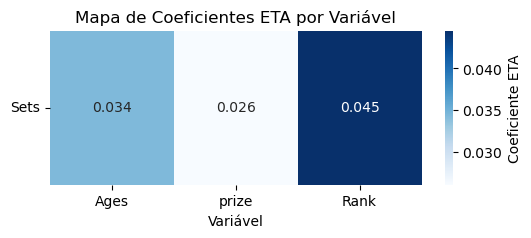 Mapa de Coeficientes ETA por Variável
Sets
0.034
0.026
0.045
Ages
prize
Rank
Variável
0.040
0.035
0.030
Coeficiente ETA